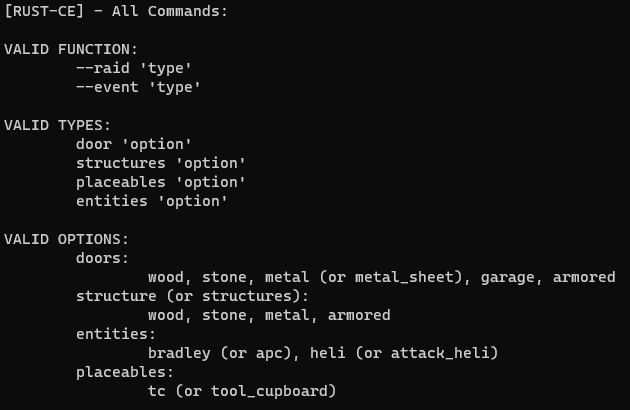 [RUST-CE] - All Commands:
VALID FUNCTION:
--raid 'type'
--event 'type'
VALID TYPES:
door 'option'
structures 'option'
placeables 'option'
entities 'option'
VALID OPTIONS:
doors:
wood, stone, metal (or metal_sheet), garage, armored
structure (or structures):
wood, stone, metal, armored
entities:
bradley (or apc), heli (or attack_heli)
placeables:
tc (or tool_cupboard)